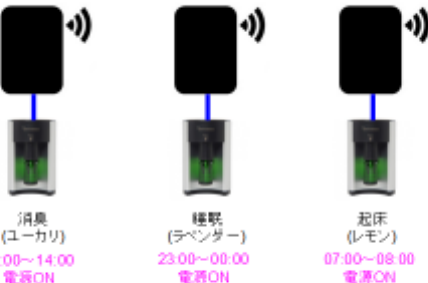 消臭
(ユーカリ)
:00～14:00
電源ON
睡眠
(ラベンダー)
23:00～00:00
電源ON
起床
(レモン)
07:00～08:00
電源ON